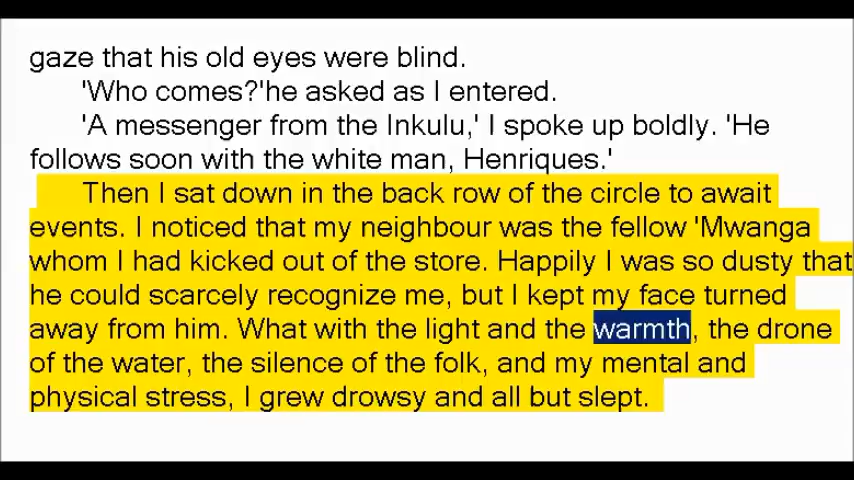 gaze that his old eyes were blind.
'Who comes?'he asked as I entered.
'A messenger from the Inkulu,' I spoke up boldly. 'He
follows soon with the white man, Henriques.'
Then I sat down in the back row of the circle to await
events. I noticed that my neighbour was the fellow 'Mwanga
whom I had kicked out of the store. Happily I was so dusty that
he could scarcely recognize me, but I kept my face turned
away from him. What with the light and the warmth, the drone
of the water, the silence of the folk, and my mental and
physical stress, I grew drowsy and all but slept.